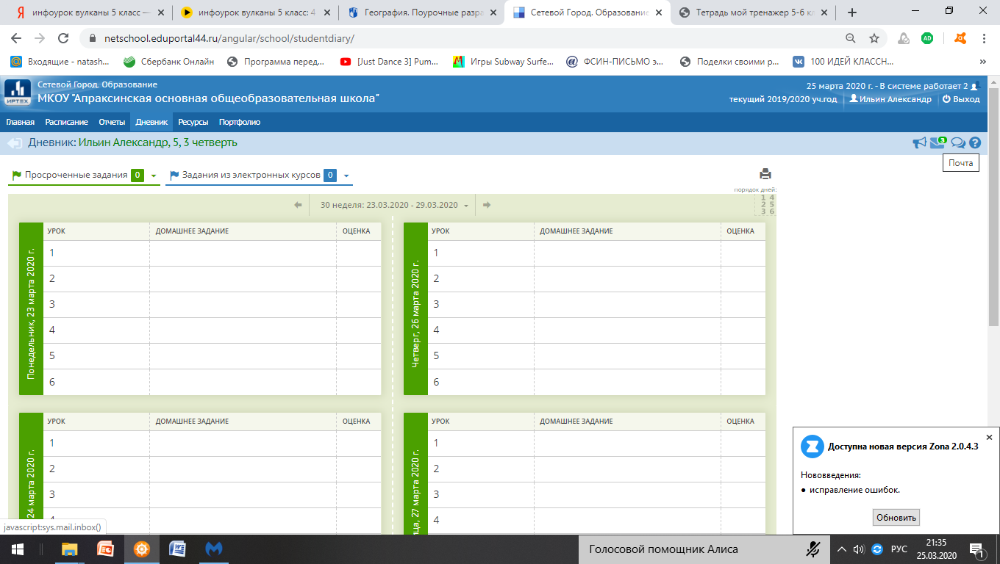 инфоурок вулканы 5 класс —
инфоурок вулканы 5 класс: 4
География. Поурочные разра
Сетевой Город. Образование
Тетрадь мой тренажер 5-6 кл
netschool.eduportal44.ru/angular/school/studentdiary/
Входящие - natash...
Сбербанк Онлайн
Программа перед...
[Just Dance 3] Pum...
Игры Subway Surfe...
ФСИН-ПИСЬМО э...
Поделки своими р...
100 ИДЕЙ КЛАССН...
ИРТЕХ
Сетевой Город. Образование
МКОУ "Апраксинская основная общеобразовательная школа"
25 марта 2020 г. - В системе работает 2
текущий 2019/2020 уч.год
Ильин Александр
Выход
Главная Расписание Отчеты Дневник Ресурсы Портфолио
Дневник: Ильин Александр, 5, 3 четверть
3
Почта
Просроченные задания 0
Задания из электронных курсов 0
порядок дней:
1 4
2 5
3 6
30 неделя: 23.03.2020 - 29.03.2020
Понедельник, 23 марта 2020 г.
УРОК ДОМАШНЕЕ ЗАДАНИЕ ОЦЕНКА
1
2
3
4
5
6
Четверг, 26 марта 2020 г.
УРОК ДОМАШНЕЕ ЗАДАНИЕ ОЦЕНКА
1
2
3
4
5
6
24 марта 2020 г.
УРОК ДОМАШНЕЕ ЗАДАНИЕ ОЦЕНКА
1
2
3
4
ица, 27 марта 2020 г.
УРОК ДОМАШНЕЕ ЗАДАНИЕ ОЦЕНКА
1
2
3
4
Доступна новая версия Zona 2.0.4.3
Нововведения:
• исправление ошибок.
Обновить
javascript:sys.mail.inbox()
Голосовой помощник Алиса
РУС
21:35
25.03.2020
1